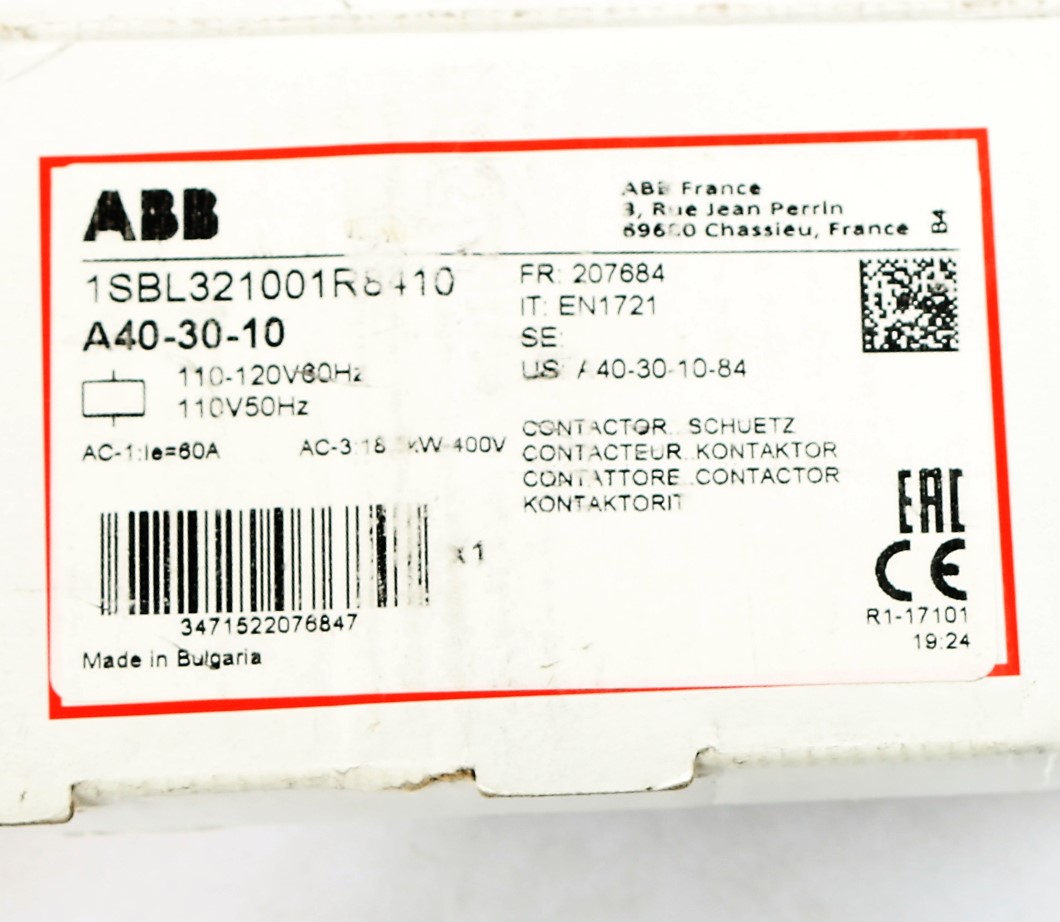 ABB
ABB France
3, Rue Jean Perrin
Chassieu, France
B4
1SBL321001R8410
A40-30-10
110-120V60Hz
110V50Hz
AC-1:Ie=60A
AC-3:18 kW 400V
FR: 207684
IT: EN1721
SE:
US: A40-30-10-84
CONTACTOR..SCHUETZ
CONTACTEUR..KONTAKTOR
CONTATTORE..CONTACTOR
KONTAKTORIT
x1
3471522076847
Made in Bulgaria
EAC
CE
R1-17101
19:24